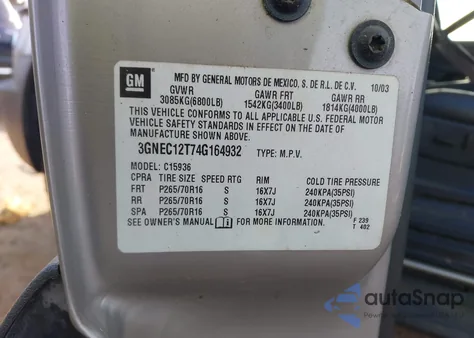 GM
MFD BY GENERAL MOTORS DE MEXICO, S. DE R.L. DE C.V. 10/03
GVWR GAWR FRT GAWR RR
3085KG(6800LB) 1542KG(3400LB) 1814KG(4000LB)
THIS VEHICLE CONFORMS TO ALL APPLICABLE U.S. FEDERAL MOTOR
VEHICLE SAFETY STANDARDS IN EFFECT ON THE DATE OF
MANUFACTURE SHOWN ABOVE.
3GNEC12T74G164932 TYPE: M.P.V.
MODEL: C15936
CPRA TIRE SIZE SPEED RTG RIM COLD TIRE PRESSURE
FRT P265/70R16 S 16X7J 240KPA(35PSI)
RR P265/70R16 S 16X7J 240KPA(35PSI)
SPA P265/70R16 S 16X7J 240KPA(35PSI)
SEE OWNER'S MANUAL FOR MORE INFORMATION. F 239
T 402
autoSnap